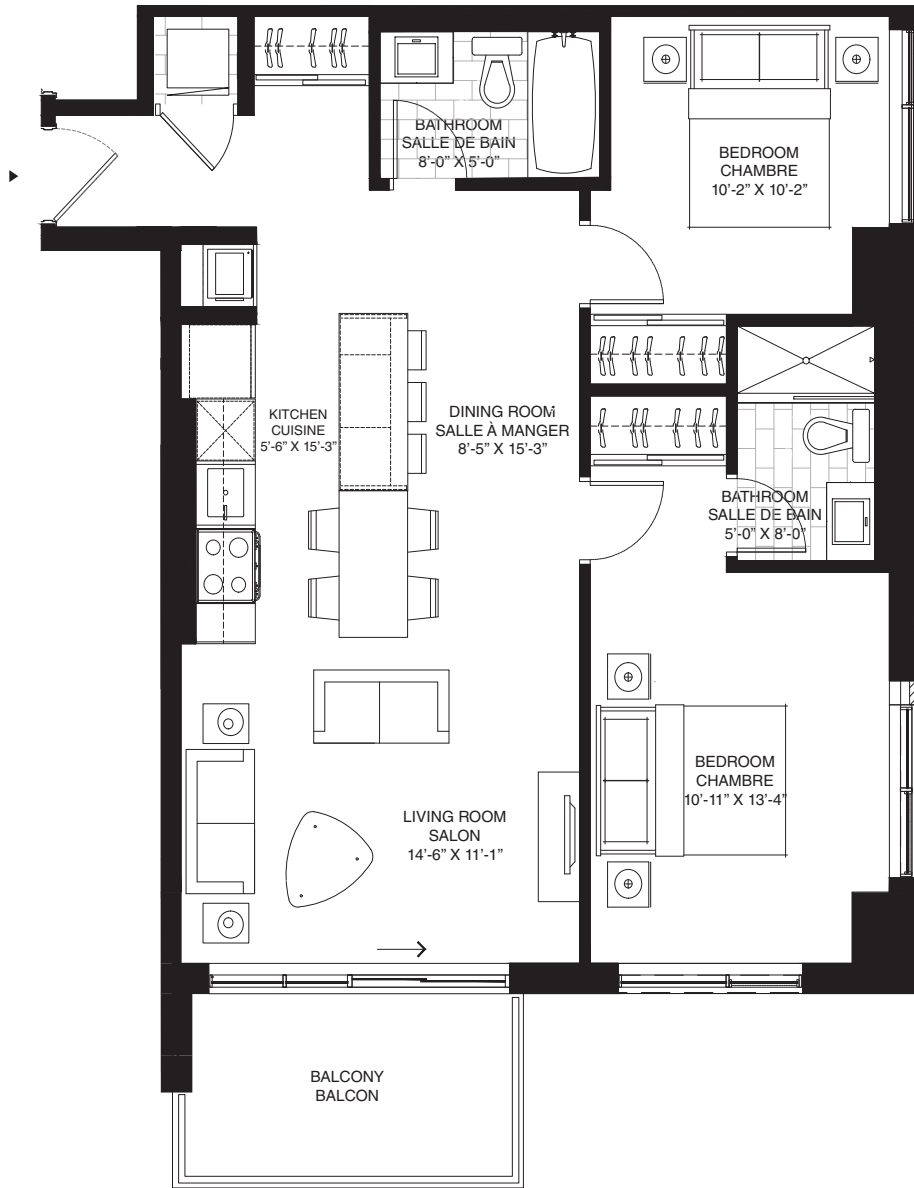 BATHROOM
SALLE DE BAIN
8'-0” X 5'-0”
BEDROOM
CHAMBRE
10'-2” X 10'-2”
KITCHEN
CUISINE
5'-6” X 15'-3”
DINING ROOM
SALLE À MANGER
8'-5” X 15'-3”
BATHROOM
SALLE DE BAIN
5'-0” X 8'-0”
BEDROOM
CHAMBRE
10'-11” X 13'-4”
LIVING ROOM
SALON
14'-6” X 11'-1”
BALCONY
BALCON